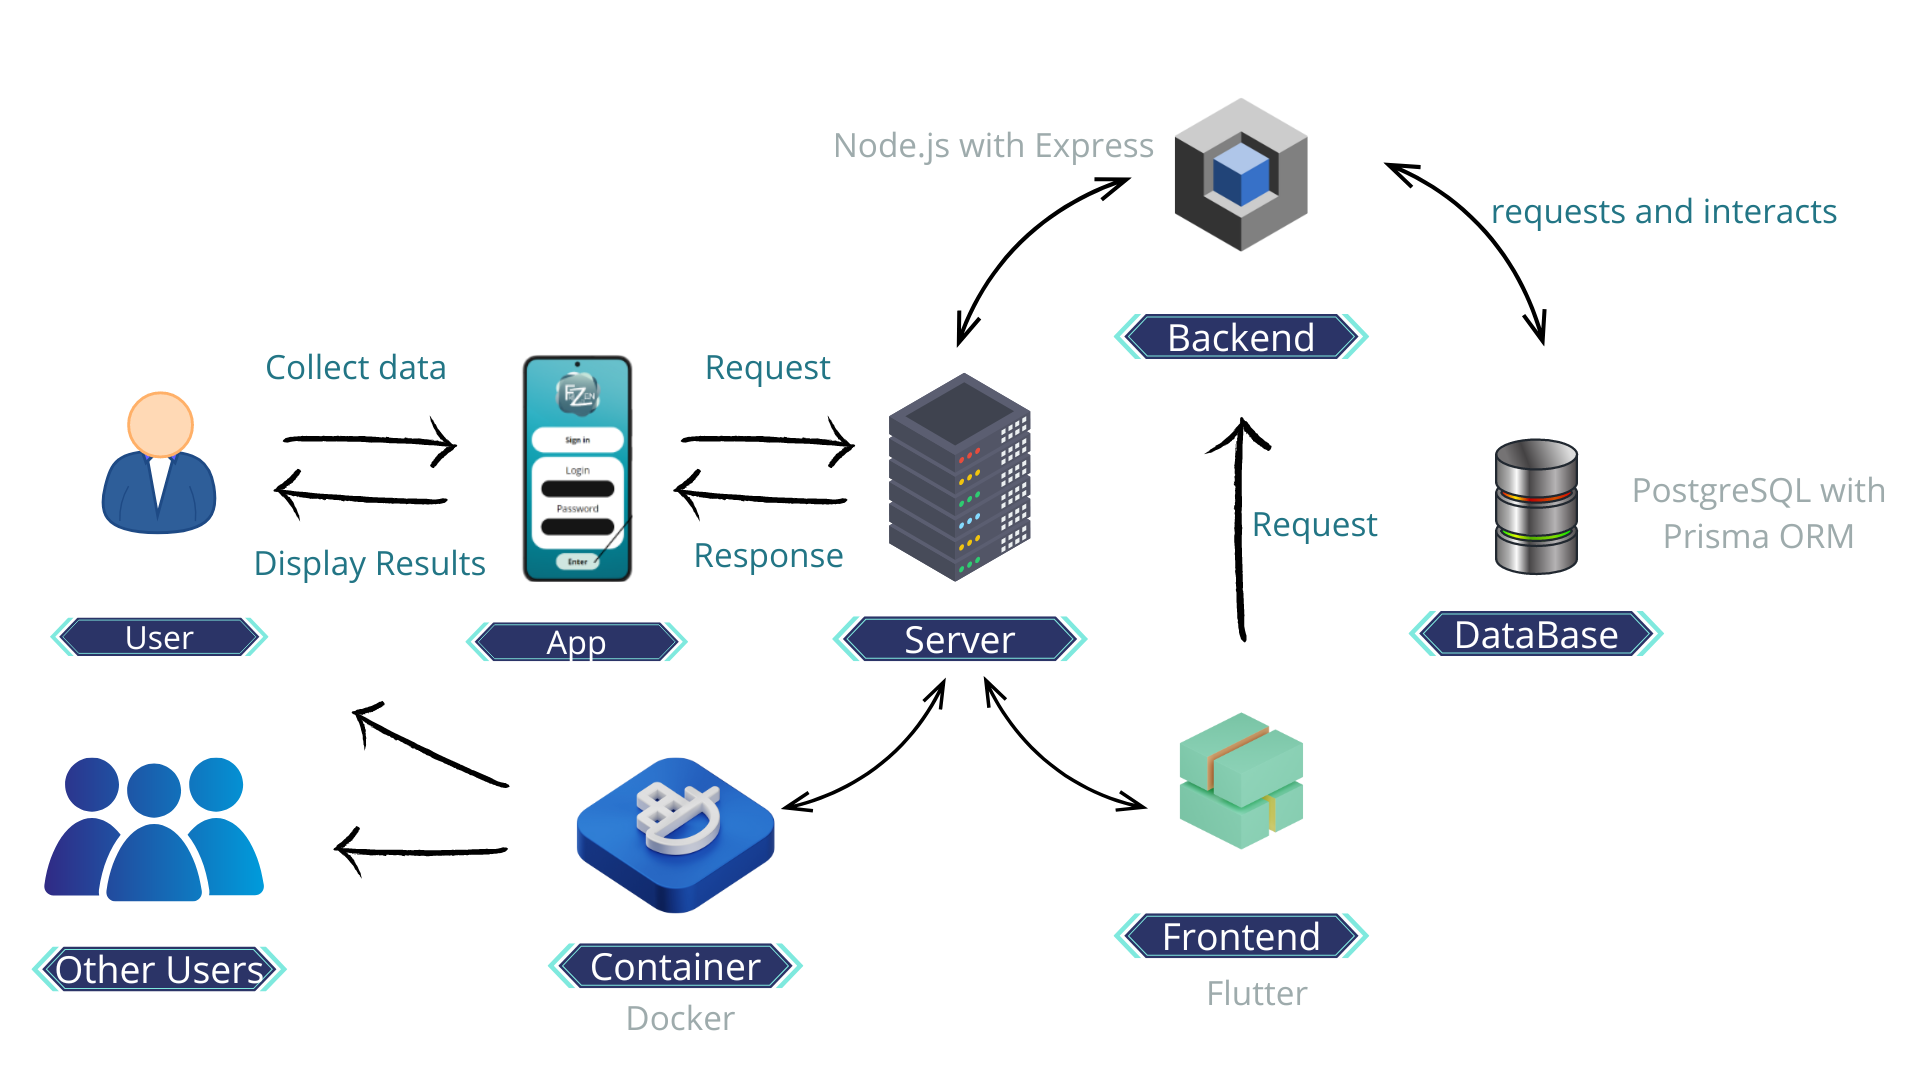 Node.js with Express
requests and interacts
Backend
Collect data
Request
Sign in
Login
Password
Enter
Request
PostgreSQL with
Prisma ORM
Display Results
Response
User
App
Server
DataBase
Other Users
Container
Docker
Frontend
Flutter